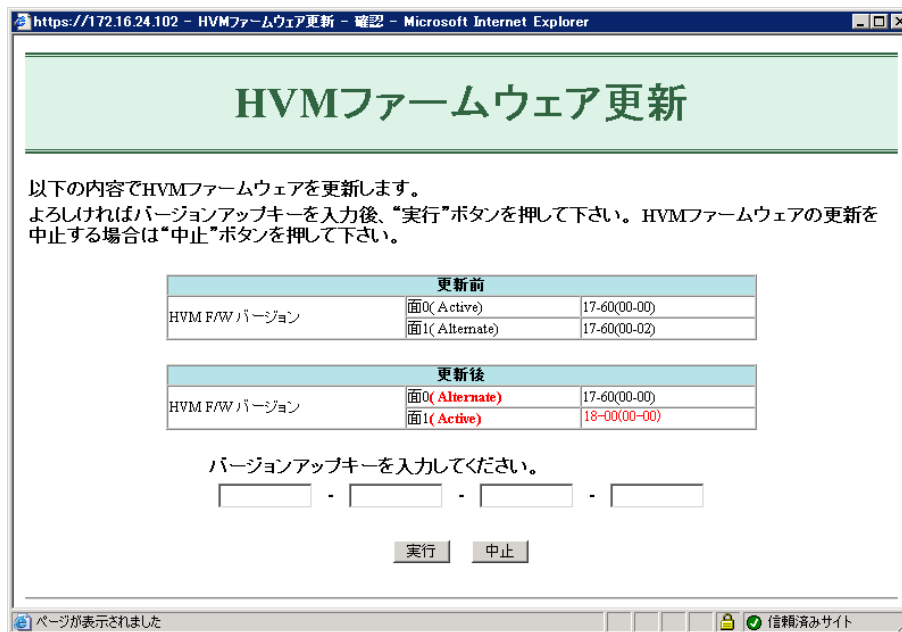 https://172.16.24.102 - HVMファームウェア更新 - 確認 - Microsoft Internet Explorer
HVMファームウェア更新
以下の内容でHVMファームウェアを更新します。
よろしければバージョンアップキーを入力後、“実行”ボタンを押して下さい。HVMファームウェアの更新を
中止する場合は“中止”ボタンを押して下さい。
更新前
HVM F/W バージョン 面0( Active) 17-60(00-00)
面1( Alternate) 17-60(00-02)
更新後
HVM F/W バージョン 面0( Alternate) 17-60(00-00)
面1( Active) 18-00(00-00)
バージョンアップキーを入力してください。
- - -
実行 中止
ページが表示されました 信頼済みサイト